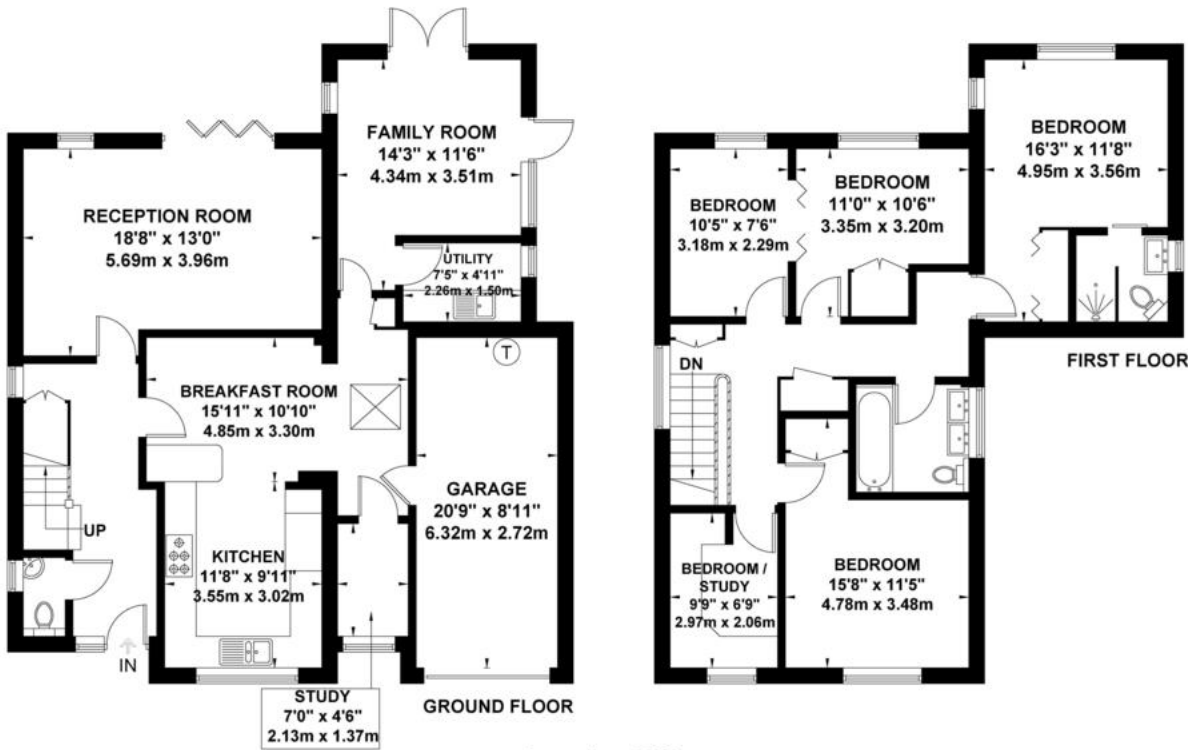 FAMILY ROOM
14'3" x 11'6"
4.34m x 3.51m
RECEPTION ROOM
18'8" x 13'0"
5.69m x 3.96m
UTILITY
7'5" x 4'11"
2.26m x 1.50m
T
BREAKFAST ROOM
15'11" x 10'10"
4.85m x 3.30m
GARAGE
20'9" x 8'11"
6.32m x 2.72m
UP
KITCHEN
11'8" x 9'11"
3.55m x 3.02m
IN
STUDY
7'0" x 4'6"
2.13m x 1.37m
GROUND FLOOR
BEDROOM
16'3" x 11'8"
4.95m x 3.56m
BEDROOM
11'0" x 10'6"
3.35m x 3.20m
BEDROOM
10'5" x 7'6"
3.18m x 2.29m
FIRST FLOOR
DN
BEDROOM /
STUDY
9'9" x 6'9"
2.97m x 2.06m
BEDROOM
15'8" x 11'5"
4.78m x 3.48m